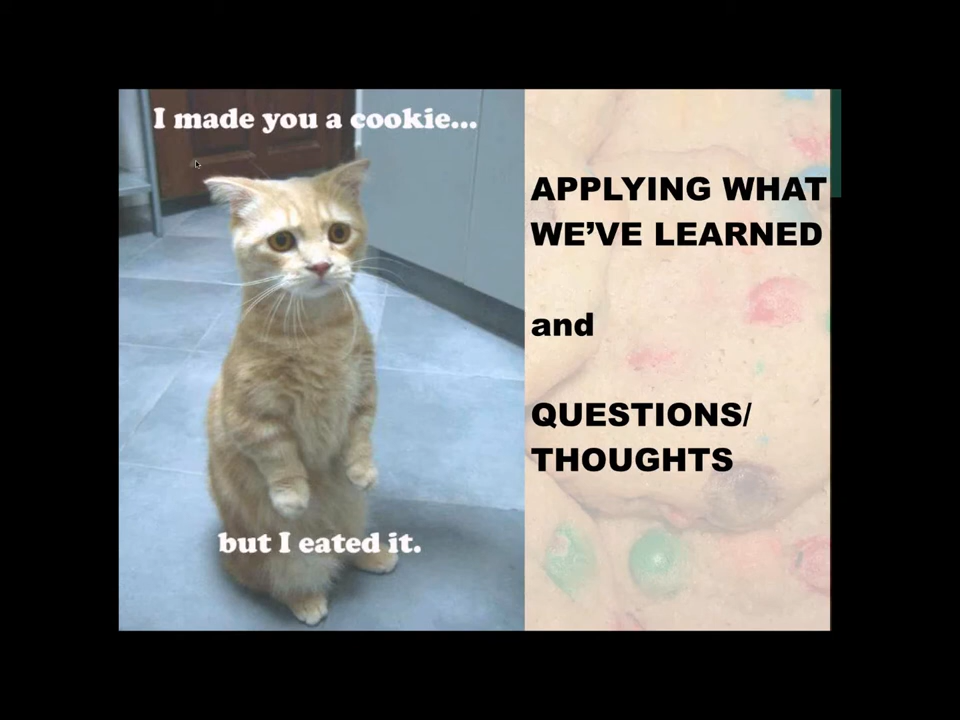 I made you a cookie...
but I eated it.
APPLYING WHAT
WE’VE LEARNED
and
QUESTIONS/
THOUGHTS